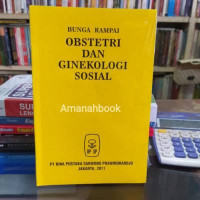 BUNGA RAMPAI
OBSTETRI
DAN
GINEKOLOGI
SOSIAL
Amanahbook
PT BINA PUSTAKA SARWONO PRAWIROHARDJO
JAKARTA, 2011